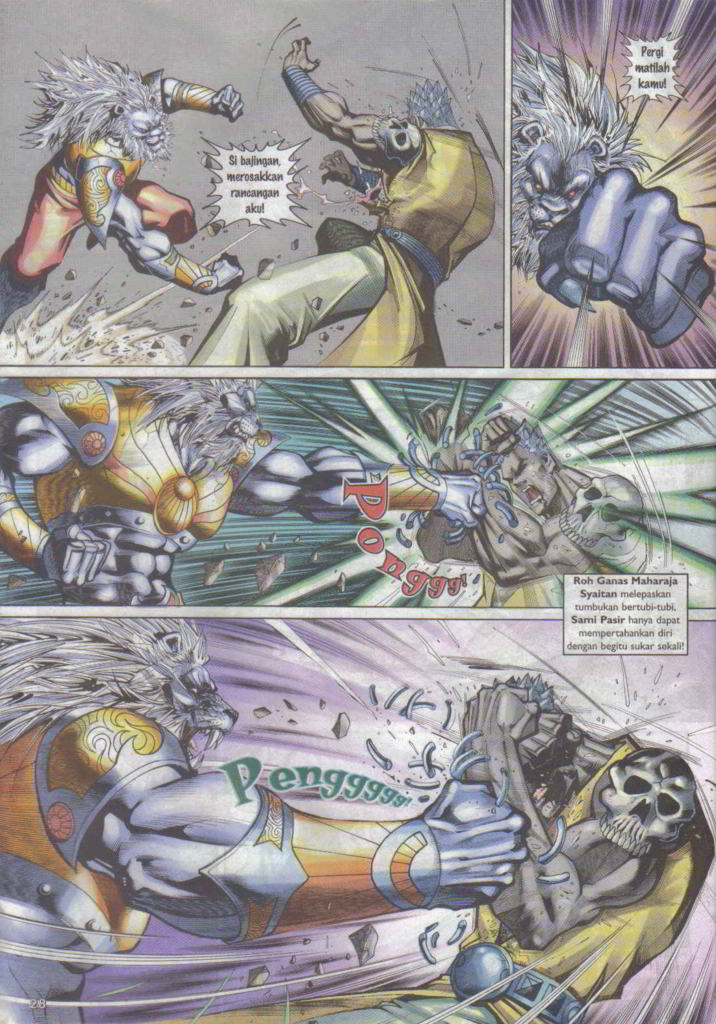 Si bajingan,
merosakkan
rancangan
aku!
Pergi
matilah
kamu!
Ponggg!
Roh Ganas Maharaja
Syaitan melepaskan
tumbukan bertubi-tubi,
Sami Pasir hanya dapat
mempertahankan diri
dengan begitu sukar sekali!
Penggggg!
28